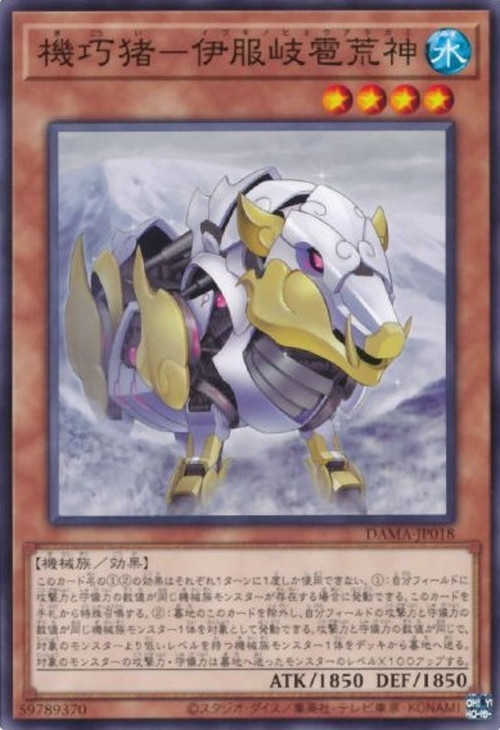 機巧猪－伊服岐雹荒神
水
DAMA-JP018
【機械族／効果】
このカード名の①②の効果はそれぞれ1ターンに1度しか使用できない。①：自分フィールドに
攻撃力と守備力の数値が同じ機械族モンスターが存在する場合に発動できる。このカードを
手札から特殊召喚する。②：墓地のこのカードを除外し、自分フィールドの攻撃力と守備力の
数値が同じ機械族モンスター1体を対象として発動できる。攻撃力と守備力の数値が同じで、
対象のモンスターより低いレベルを持つ機械族モンスター1体をデッキから墓地へ送る。
対象のモンスターの攻撃力・守備力は墓地へ送ったモンスターのレベル×100アップする。
ATK/1850 DEF/1850
59789370
©スタジオ・ダイス／集英社・テレビ東京・KONAMI